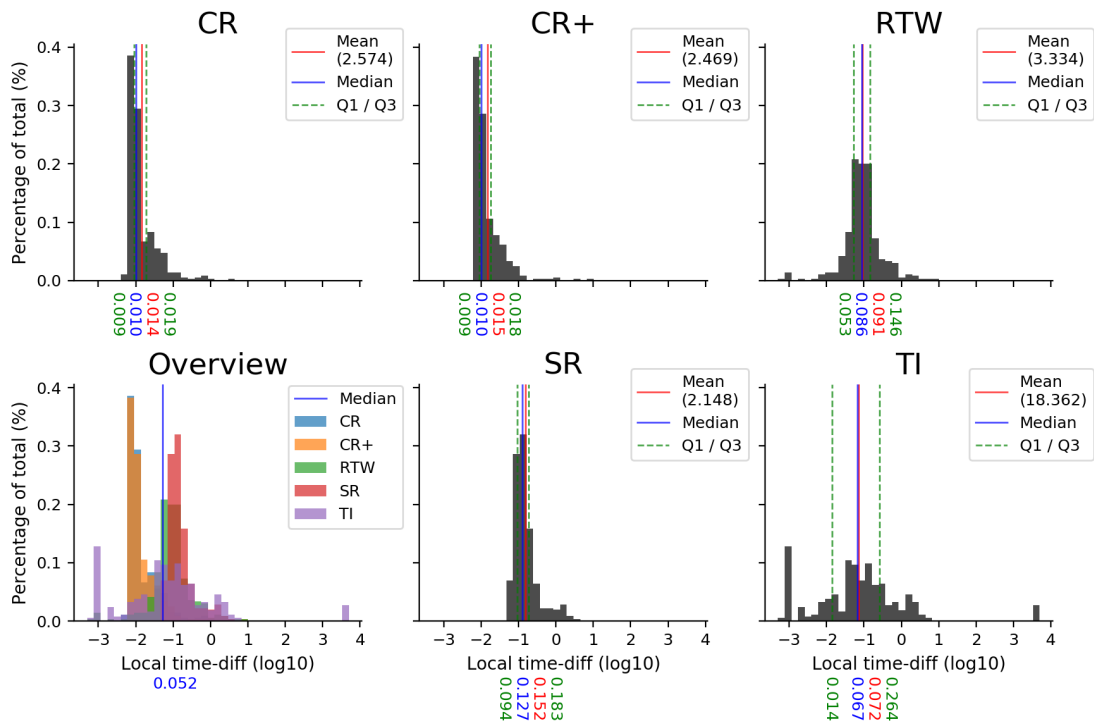 CR
CR+
RTW
Percentage of total (%)
0.4
0.3
0.2
0.1
0.0
Mean
(2.574)
Median
Q1 / Q3
Mean
(2.469)
Median
Q1 / Q3
Mean
(3.334)
Median
Q1 / Q3
0.009
0.010
0.014
0.019
0.009
0.010
0.015
0.018
0.053
0.086
0.091
0.146
Overview
SR
TI
Percentage of total (%)
0.4
0.3
0.2
0.1
0.0
Median
CR
CR+
RTW
SR
TI
Mean
(2.148)
Median
Q1 / Q3
Mean
(18.362)
Median
Q1 / Q3
−3 −2 −1 0 1 2 3 4
−3 −2 −1 0 1 2 3 4
−3 −2 −1 0 1 2 3 4
Local time-diff (log10)
Local time-diff (log10)
Local time-diff (log10)
0.052
0.094
0.127
0.152
0.183
0.014
0.067
0.072
0.264